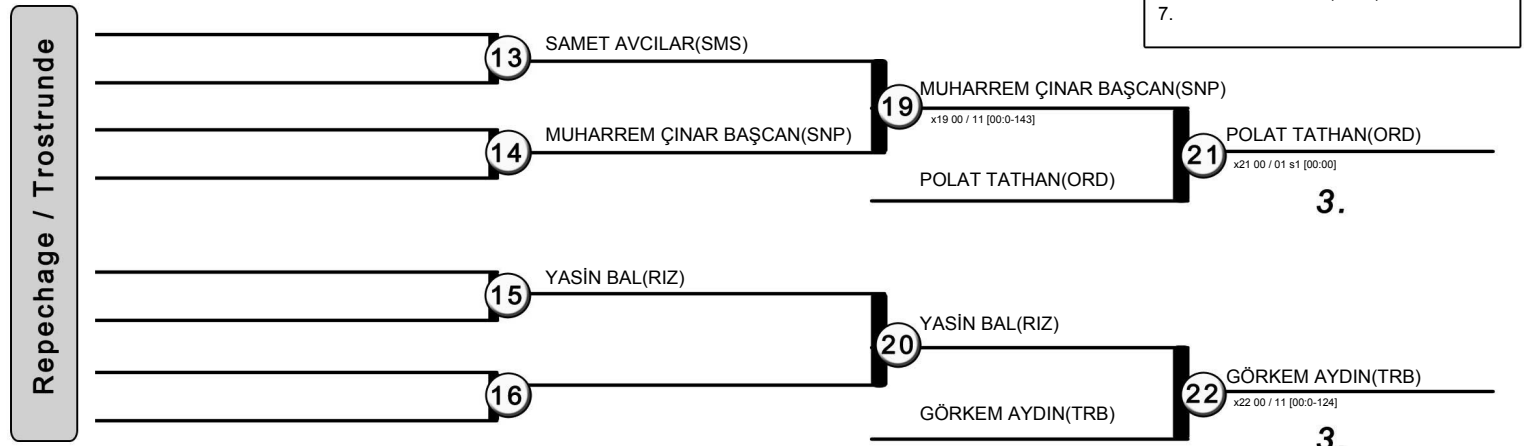 7.
Repechage / Trostrunde
13
SAMET AVCILAR(SMS)
14
MUHARREM ÇINAR BAŞCAN(SNP)
19
MUHARREM ÇINAR BAŞCAN(SNP)
x19 00 / 11 [00:0-143]
POLAT TATHAN(ORD)
21
POLAT TATHAN(ORD)
x21 00 / 01 s1 [00:00]
3.
15
YASİN BAL(RIZ)
16
20
YASİN BAL(RIZ)
GÖRKEM AYDIN(TRB)
22
GÖRKEM AYDIN(TRB)
x22 00 / 11 [00:0-124]
3